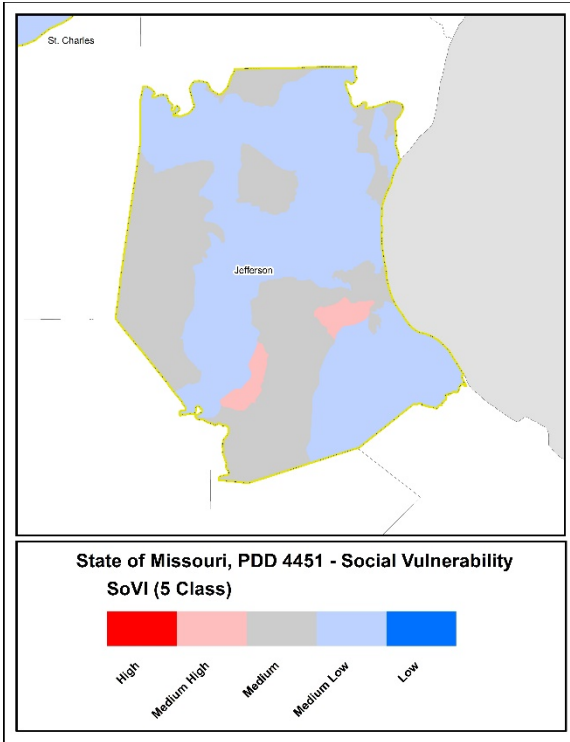 St. Charles
Jefferson
State of Missouri, PDD 4451 - Social Vulnerability
SoVI (5 Class)
High
Medium High
Medium
Medium Low
Low